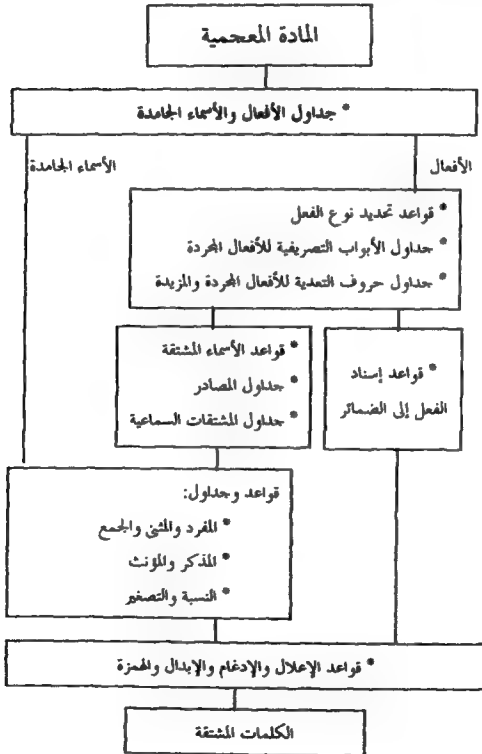 المادة المعجمية
* جداول الأفعال والأسماء الجامدة
الأفعال
الأسماء الجامدة
* قواعد تحديد نوع الفعل
* جداول الأبواب التصريفية للأفعال المجردة
* جداول حروف التعدية للأفعال المجردة والمزيدة
* قواعد إسناد
الفعل إلى الضمائر
* قواعد الأسماء المشتقة
* جداول المصادر
* جداول المشتقات السماعية
قواعد وجداول:
* المفرد والمثنى والجمع
* المذكر والمؤنث
* النسبة والتصغير
* قواعد الإعلال والإدغام والإبدال والهمزة
الكلمات المشتقة